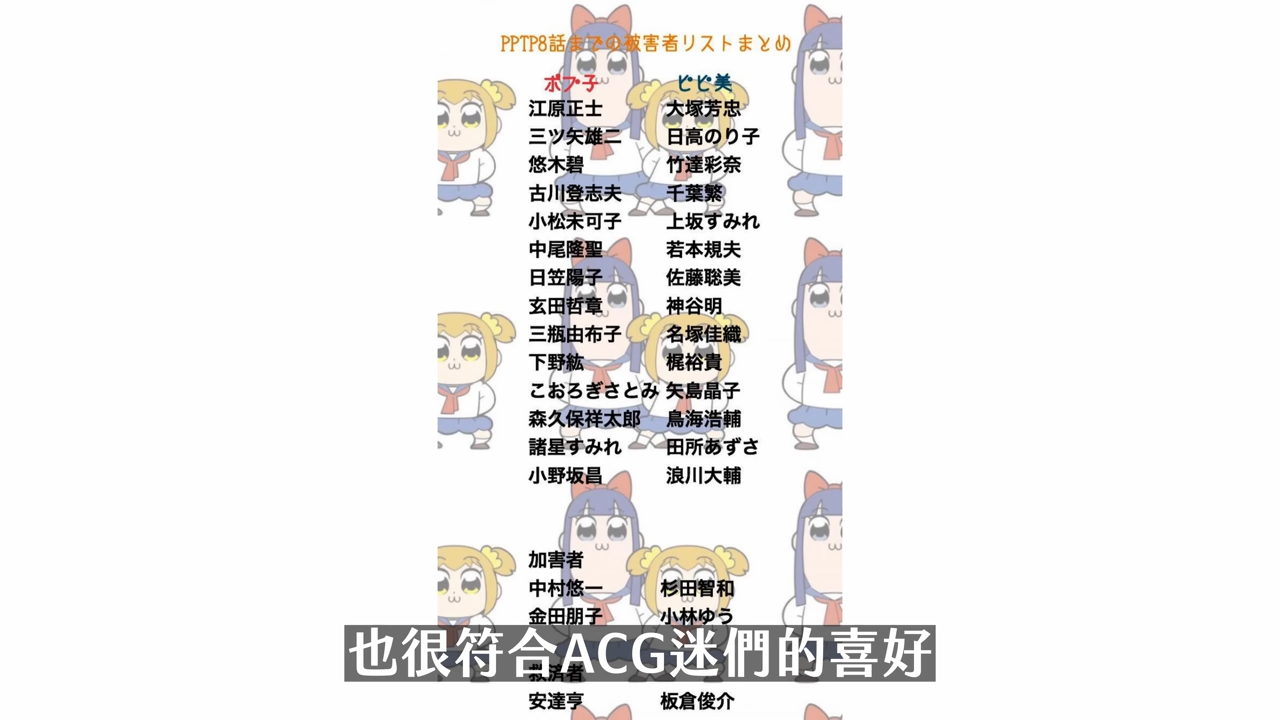 PPTP8話までの被害者リストまとめ
ポプ子 ピピ美
江原正士 大塚芳忠
三ツ矢雄二 日高のり子
悠木碧 竹達彩奈
古川登志夫 千葉繁
小松未可子 上坂すみれ
中尾隆聖 若本規夫
日笠陽子 佐藤聡美
玄田哲章 神谷明
三瓶由布子 名塚佳織
下野紘 梶裕貴
こおろぎさとみ 矢島晶子
森久保祥太郎 鳥海浩輔
諸星すみれ 田所あずさ
小野坂昌 浪川大輔
加害者
中村悠一 杉田智和
金田朋子 小林ゆう
也很符合ACG迷們的喜好
救済者
安達亨 板倉俊介